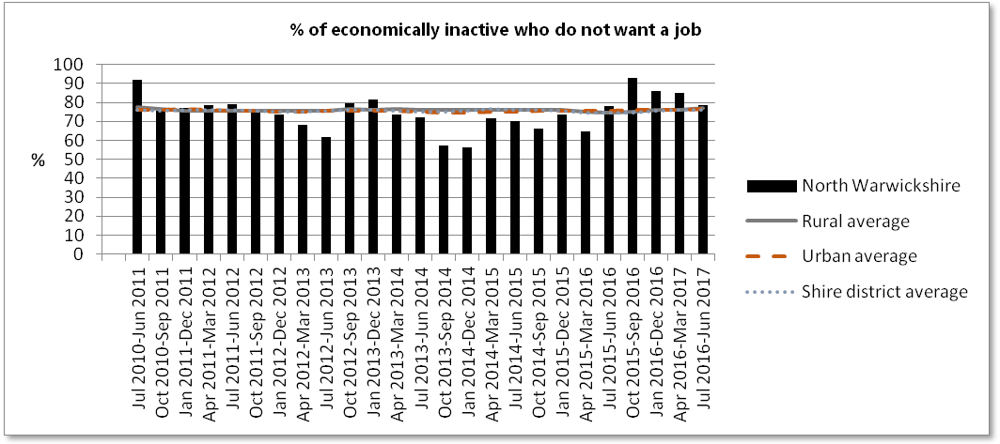 % of economically inactive who do not want a job
100
90
80
70
60
50
40
30
20
10
0
%
Jul 2010-Jun 2011
Oct 2010-Sep 2011
Jan 2011-Dec 2011
Apr 2011-Mar 2012
Jul 2011-Jun 2012
Oct 2011-Sep 2012
Jan 2012-Dec 2012
Apr 2012-Mar 2013
Jul 2012-Jun 2013
Oct 2012-Sep 2013
Jan 2013-Dec 2013
Apr 2013-Mar 2014
Jul 2013-Jun 2014
Oct 2013-Sep 2014
Jan 2014-Dec 2014
Apr 2014-Mar 2015
Jul 2014-Jun 2015
Oct 2014-Sep 2015
Jan 2015-Dec 2015
Apr 2015-Mar 2016
Jul 2015-Jun 2016
Oct 2015-Sep 2016
Jan 2016-Dec 2016
Apr 2016-Mar 2017
Jul 2016-Jun 2017
North Warwickshire
Rural average
Urban average
Shire district average